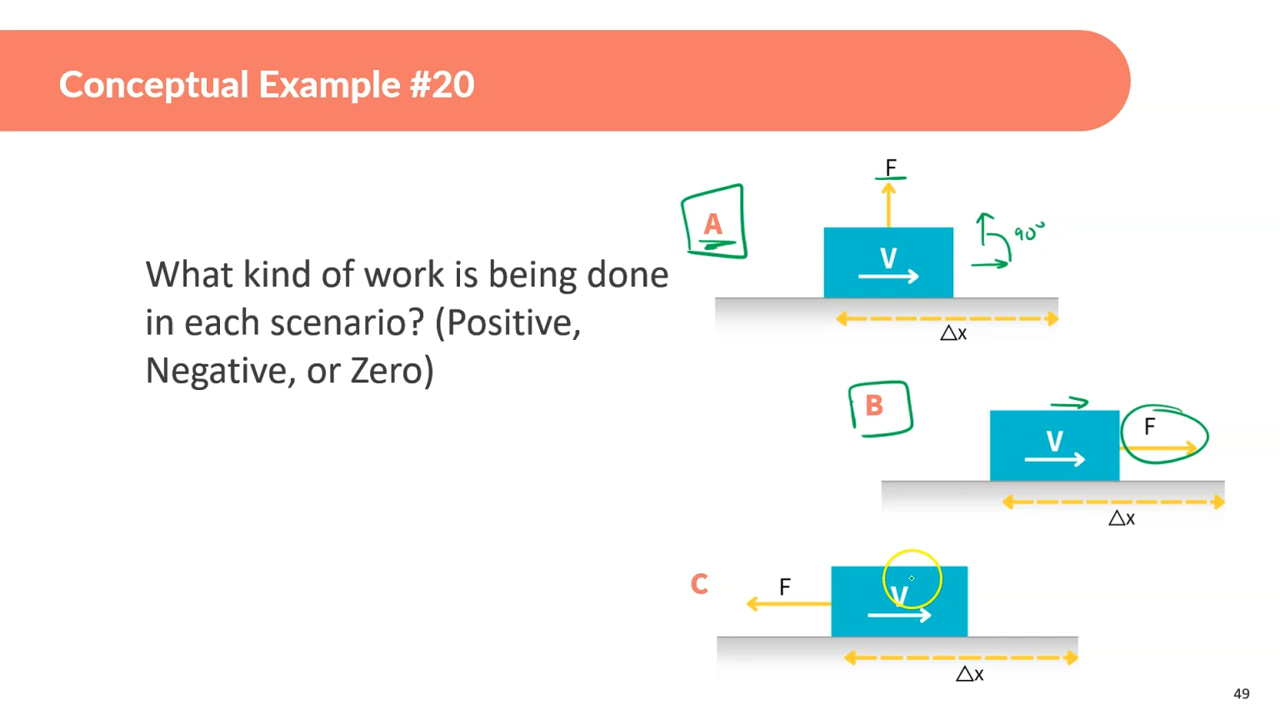 Conceptual Example #20
What kind of work is being done
in each scenario? (Positive,
Negative, or Zero)
A
F
V
90°
△x
B
V
F
△x
C
F
V
△x
49